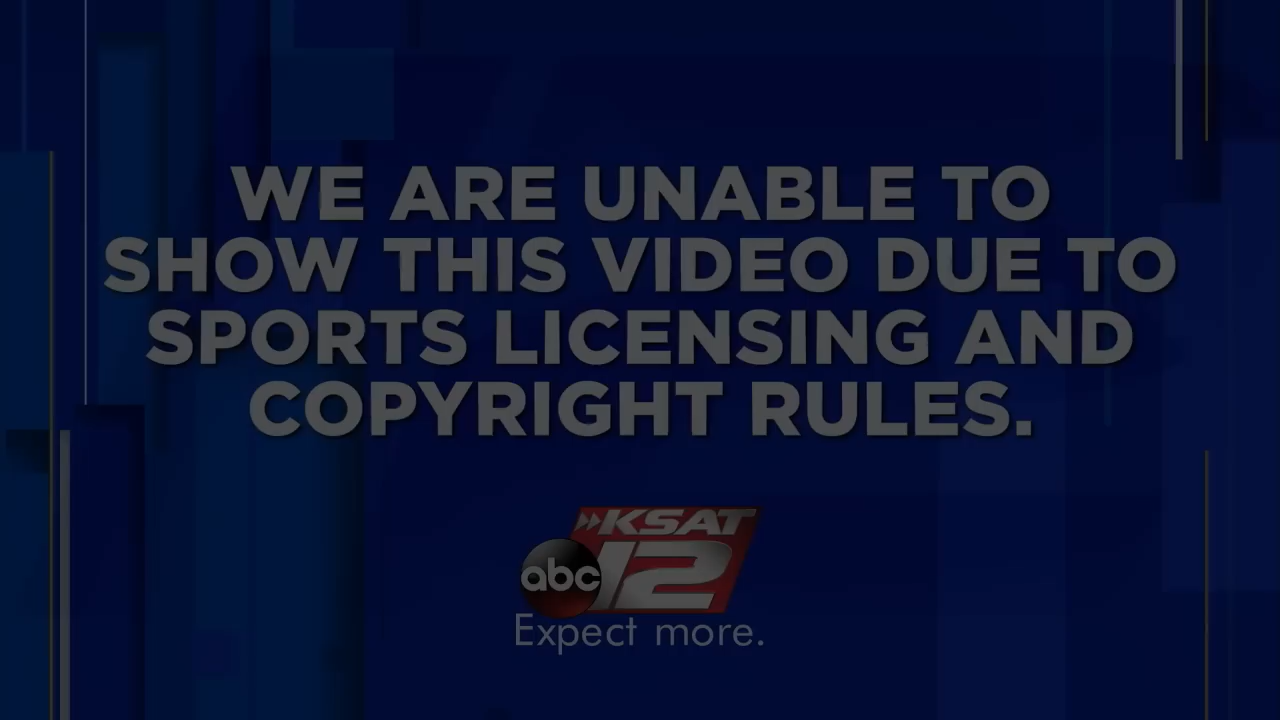 WE ARE UNABLE TO
SHOW THIS VIDEO DUE TO
SPORTS LICENSING AND
COPYRIGHT RULES.
KSAT
abc 12
Expect more.